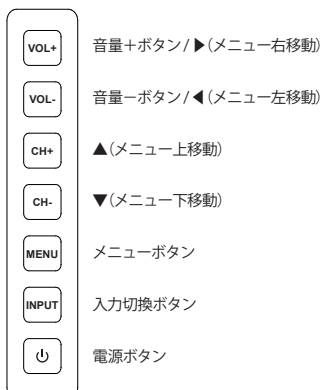 VOL+ 音量＋ボタン/▶(メニュー右移動)
VOL- 音量－ボタン/◀(メニュー左移動)
CH+ ▲(メニュー上移動)
CH- ▼(メニュー下移動)
MENU メニューボタン
INPUT 入力切換ボタン
電源ボタン